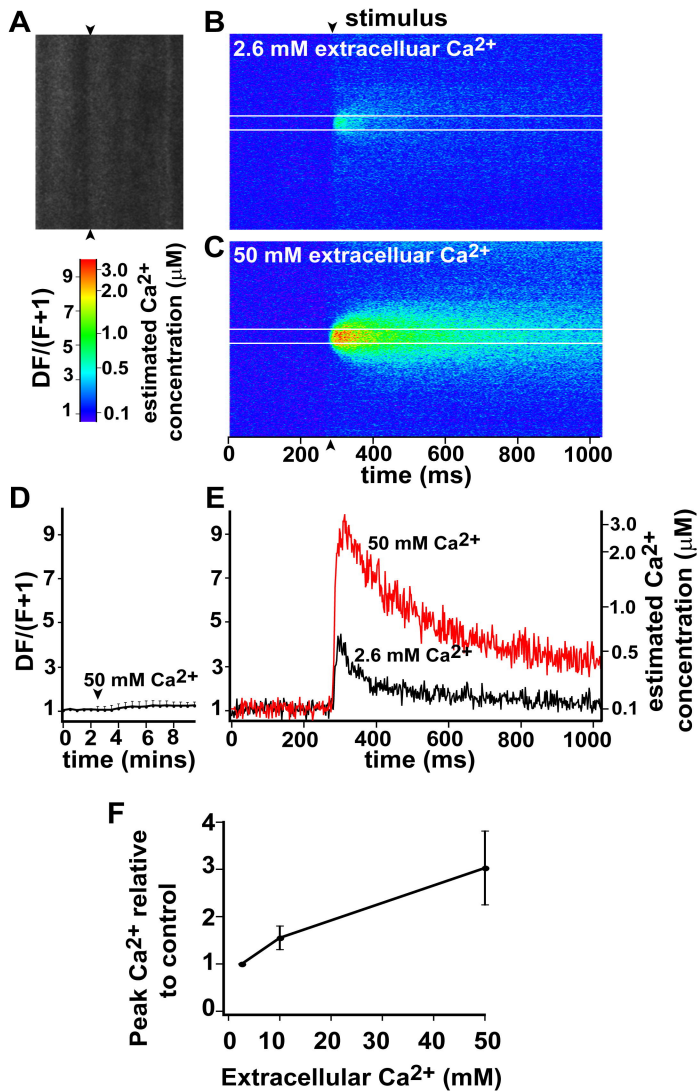 A
B
stimulus
2.6 mM extracelluar Ca2+
C
50 mM extracelluar Ca2+
DF/(F+1)
9
7
5
3
1
3.0
2.0
1.0
0.5
0.1
estimated Ca2+
concentration (µM)
0 200 400 600 800 1000
time (ms)
D
DF/(F+1)
9
7
5
3
1
50 mM Ca2+
0 2 4 6 8
time (mins)
E
9
7
5
3
1
50 mM Ca2+
2.6 mM Ca2+
3.0
2.0
1.0
0.5
0.1
estimated Ca2+
concentration (µM)
0 200 400 600 800 1000
time (ms)
F
Peak Ca2+ relative
to control
4
3
2
1
0
0 10 20 30 40 50
Extracellular Ca2+ (mM)